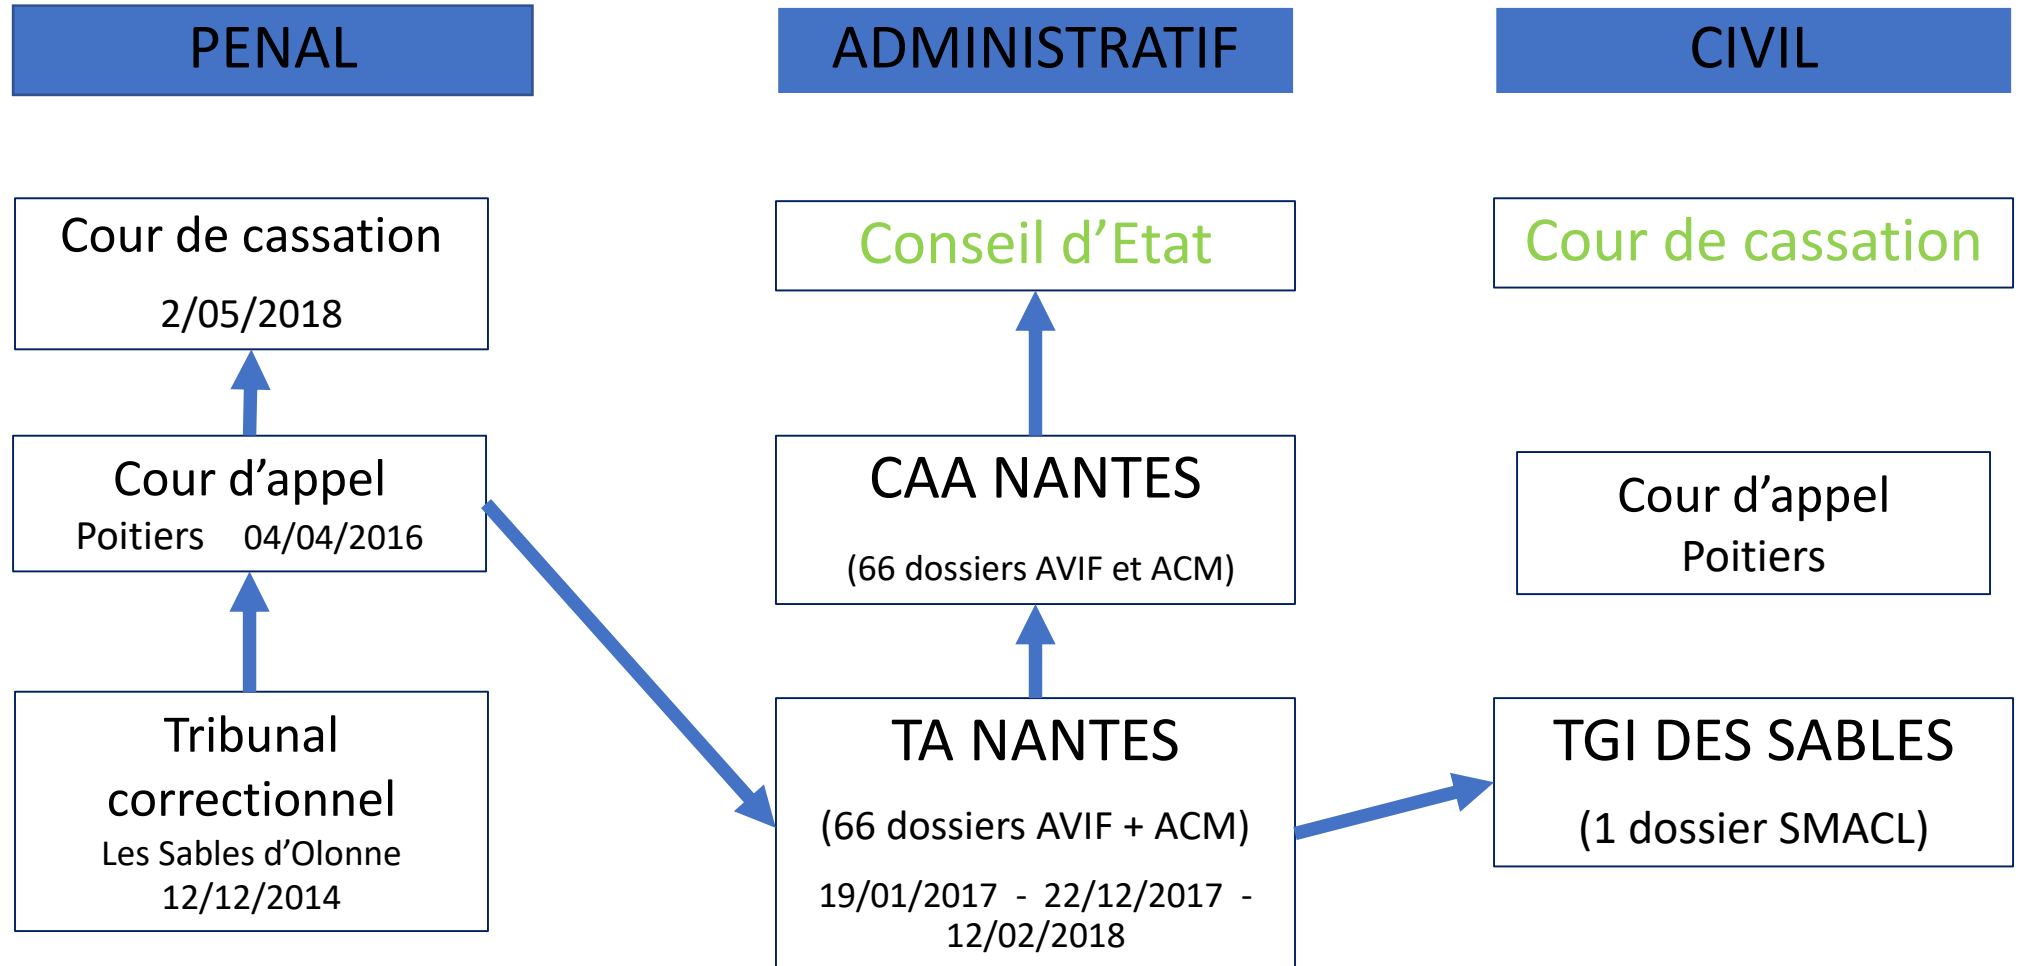 PENAL
ADMINISTRATIF
CIVIL
Cour de cassation
2/05/2018
Conseil d’Etat
Cour de cassation
Cour d’appel
Poitiers 04/04/2016
CAA NANTES
(66 dossiers AVIF et ACM)
Cour d’appel
Poitiers
Tribunal
correctionnel
Les Sables d’Olonne
12/12/2014
TA NANTES
(66 dossiers AVIF + ACM)
19/01/2017 - 22/12/2017 -
12/02/2018
TGI DES SABLES
(1 dossier SMACL)